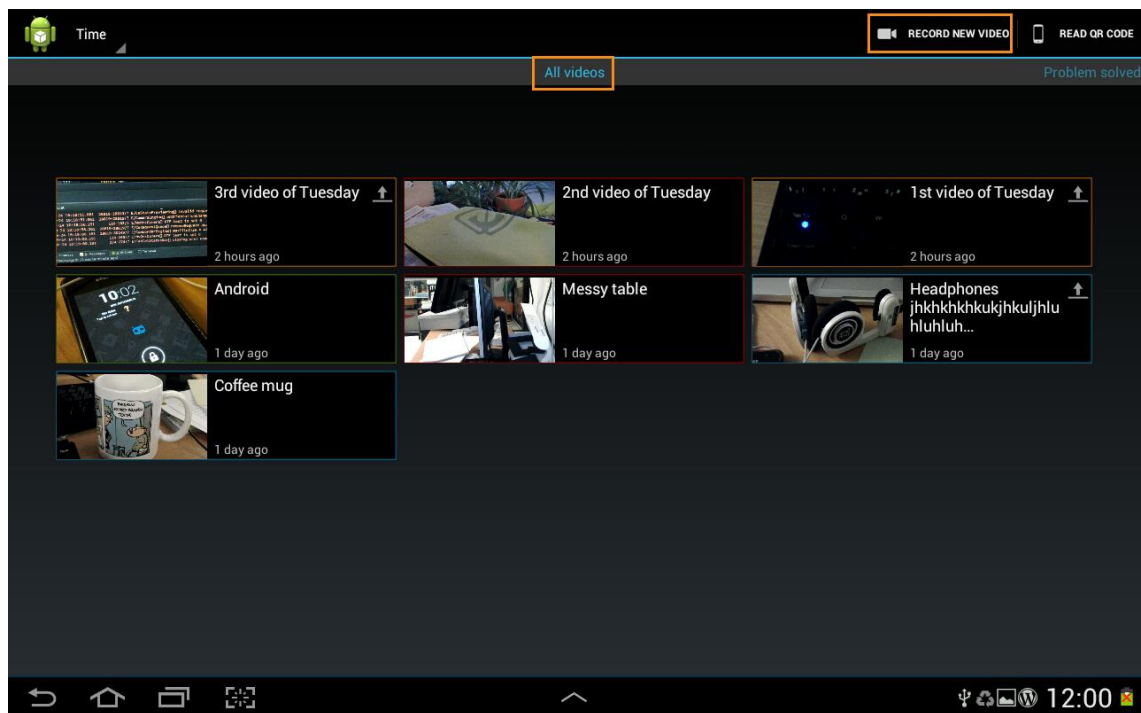 Time
RECORD NEW VIDEO
READ QR CODE
All videos
Problem solved
3rd video of Tuesday
2 hours ago
2nd video of Tuesday
2 hours ago
1st video of Tuesday
2 hours ago
Android
1 day ago
10:02
Messy table
1 day ago
Headphones
jhkhkhkhkukjhkuljhlu
hluhluh...
1 day ago
Coffee mug
1 day ago
12:00